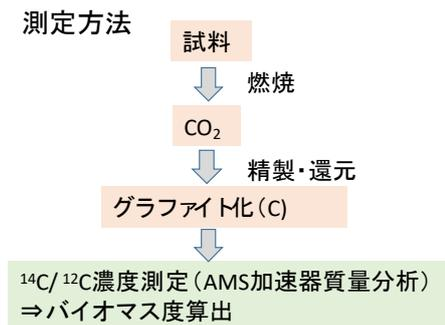 測定方法
試料
燃焼
CO₂
精製・還元
グラファイト化(C)
¹⁴C/ ¹²C濃度測定(AMS加速器質量分析)
⇒バイオマス度算出